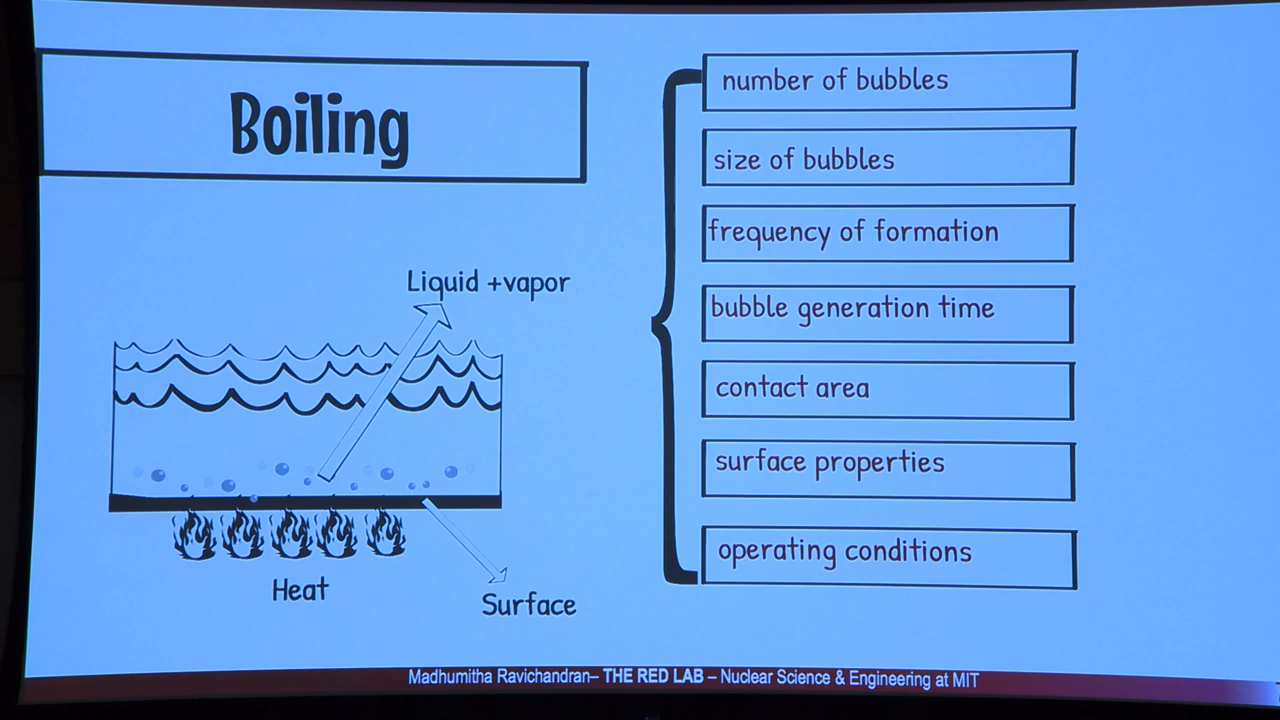 Boiling
Liquid +vapor
Heat
Surface
number of bubbles
size of bubbles
frequency of formation
bubble generation time
contact area
surface properties
operating conditions
Madhumitha Ravichandran– THE RED LAB – Nuclear Science & Engineering at MIT